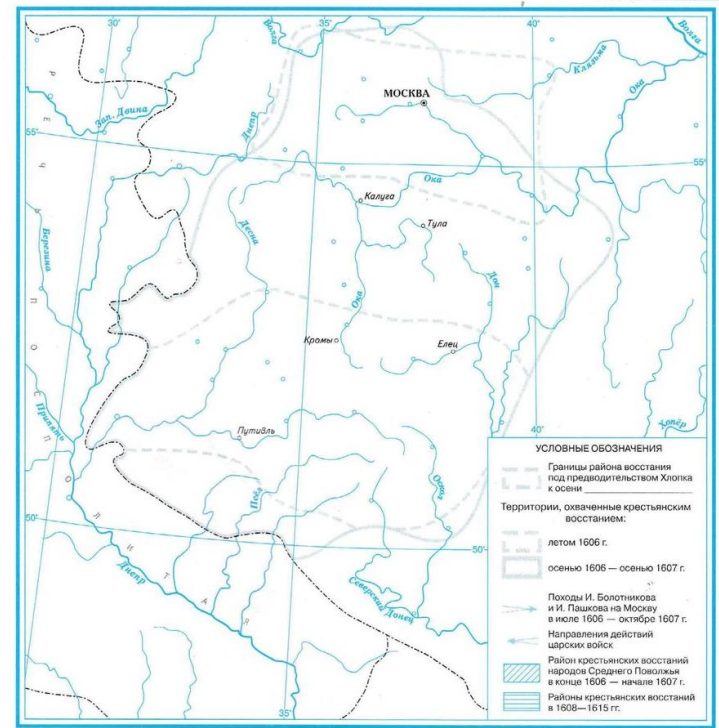 30°
35°
40°
Волга
Волга
Клязьма
Ока
МОСКВА
Зап. Двина
Днепр
55°
55°
Ока
Калуга
Тула
Десна
Березина
Дон
Ока
Кромы
Елец
Припять
40°
Хопёр
Путивль
Оскол
Псёл
50°
50°
Днепр
Северский Донец
35°
РЕЧЬ ПОСПОЛИТАЯ
УСЛОВНЫЕ ОБОЗНАЧЕНИЯ
Границы района восстания
под предводительством Хлопка
к осени
Территории, охваченные крестьянским
восстанием:
летом 1606 г.
осенью 1606 — осенью 1607 г.
Походы И. Болотникова
и И. Пашкова на Москву
в июле 1606 — октябре 1607 г.
Направления действий
царских войск
Район крестьянских восстаний
народов Среднего Поволжья
в конце 1606 — начале 1607 г.
Районы крестьянских восстаний
в 1608—1615 гг.